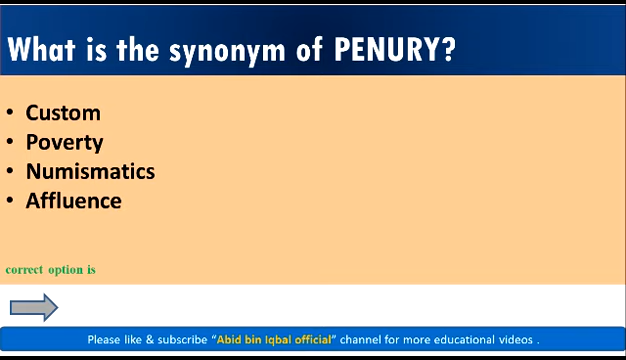 What is the synonym of PENURY?
• Custom
• Poverty
• Numismatics
• Affluence
correct option is
Please like & subscribe “Abid bin Iqbal official” channel for more educational videos .